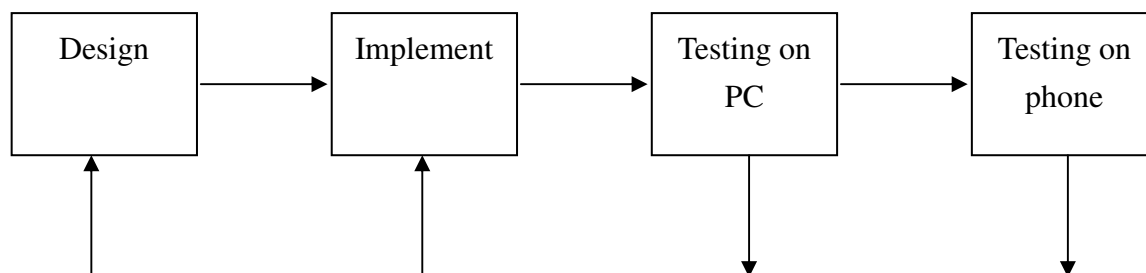 Design
Implement
Testing on
PC
Testing on
phone